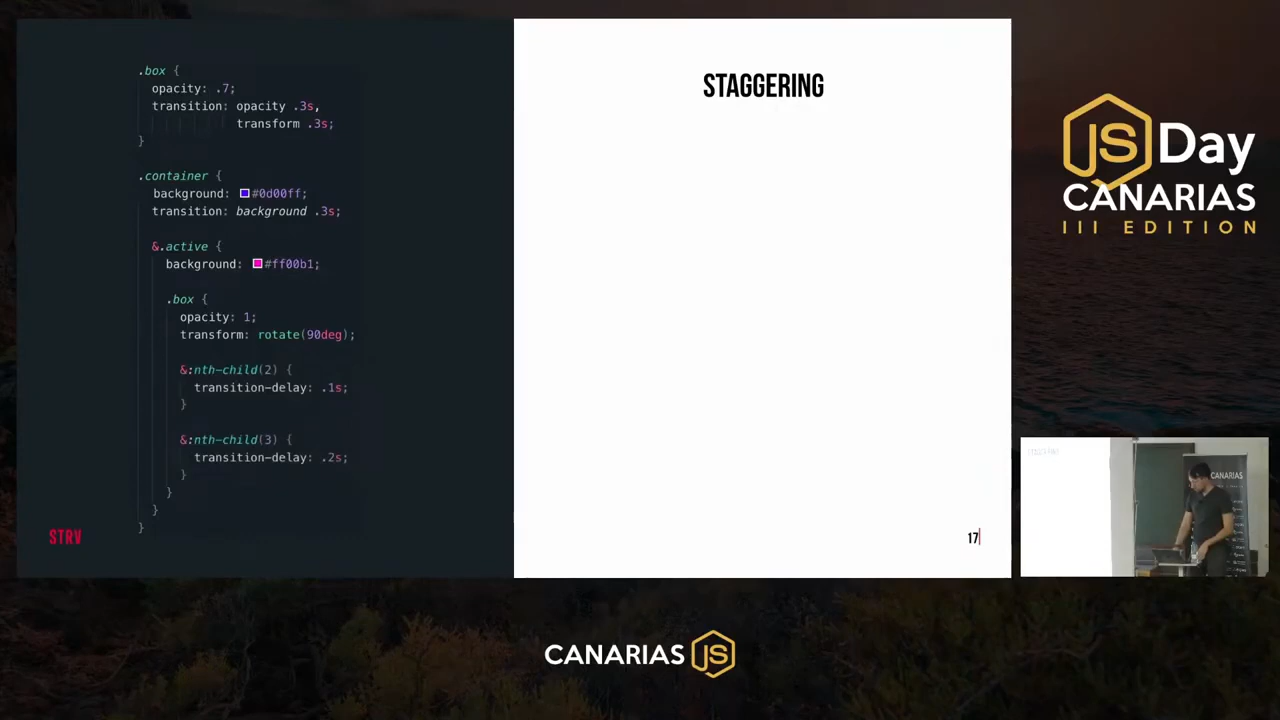 .box {
opacity: .7;
transition: opacity .3s,
transform .3s;
}
.container {
background: #0d00ff;
transition: background .3s;
&.active {
background: #ff00b1;
.box {
opacity: 1;
transform: rotate(90deg);
&:nth-child(2) {
transition-delay: .1s;
}
&:nth-child(3) {
transition-delay: .2s;
}
}
}
}
STRV
STAGGERING
17
JS Day
CANARIAS
III EDITION
CANARIAS
CANARIAS JS